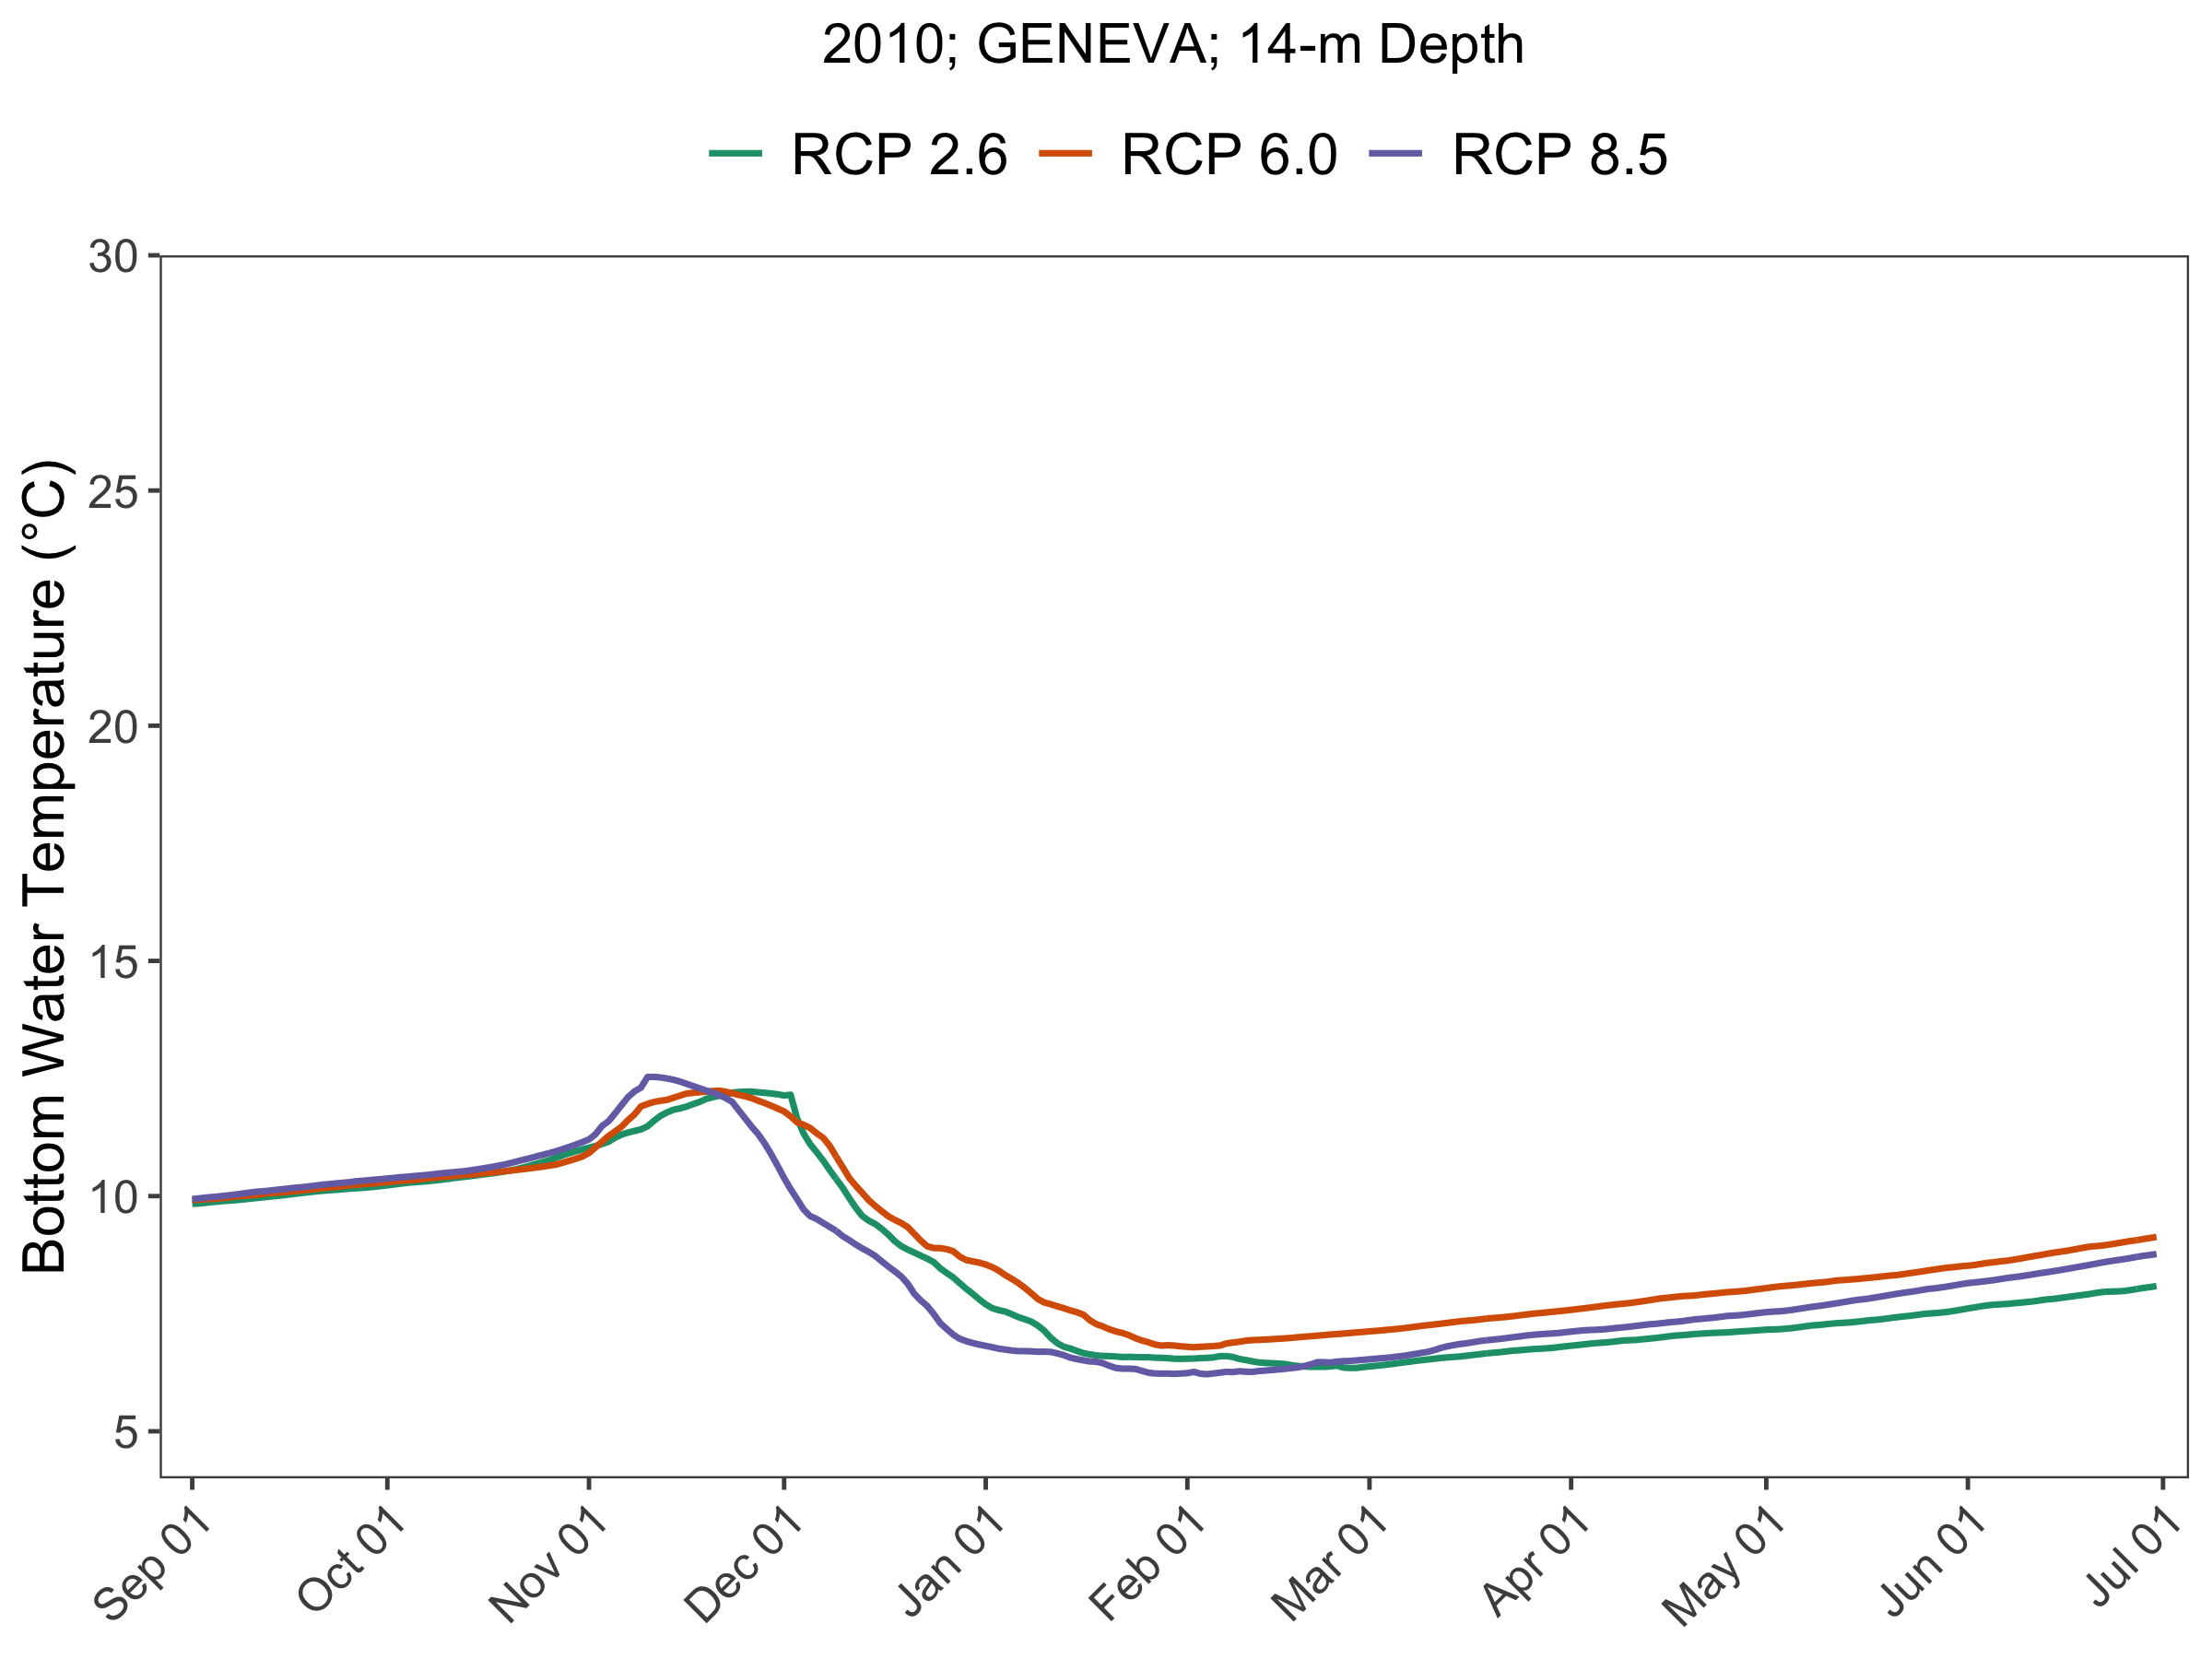 2010; GENEVA; 14-m Depth
RCP 2.6 RCP 6.0 RCP 8.5
Bottom Water Temperature (°C)
30
25
20
15
10
5
Sep 01 Oct 01 Nov 01 Dec 01 Jan 01 Feb 01 Mar 01 Apr 01 May 01 Jun 01 Jul 01